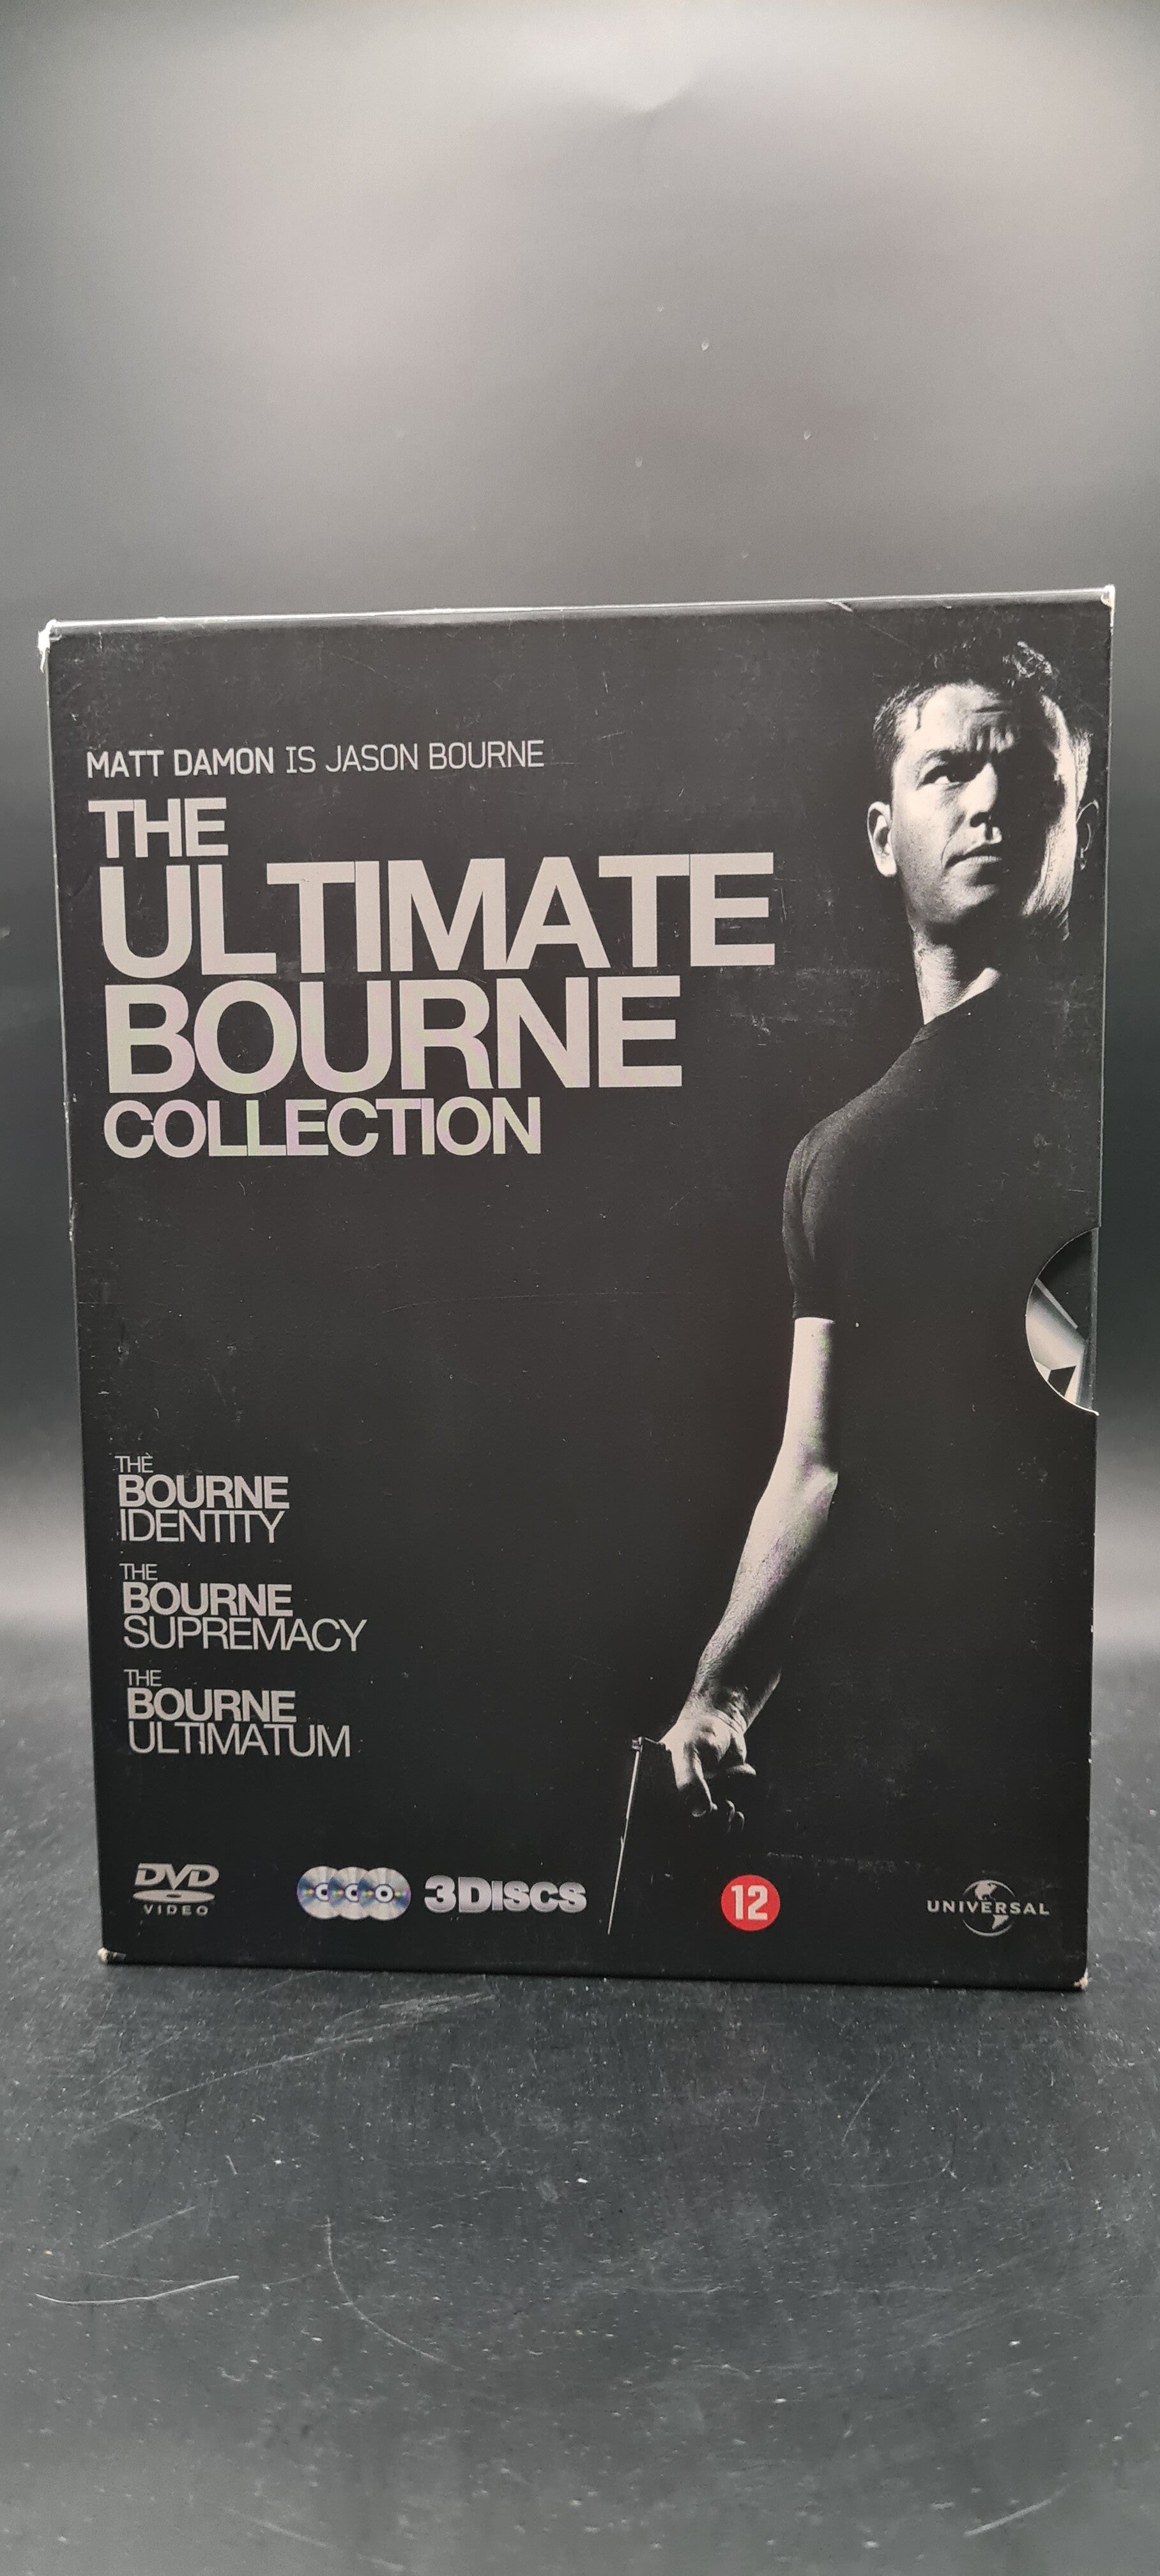 MATT DAMON IS JASON BOURNE
THE
ULTIMATE
BOURNE
COLLECTION
THE
BOURNE
IDENTITY
THE
BOURNE
SUPREMACY
THE
BOURNE
ULTIMATUM
DVD
VIDEO
3DISCS
12
UNIVERSAL